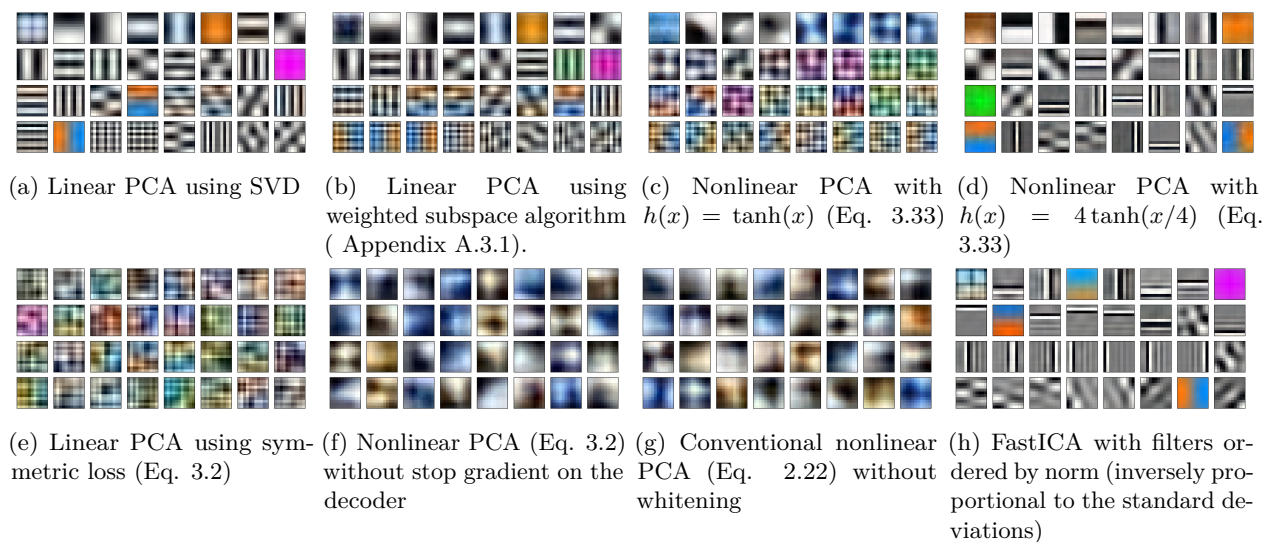 (a) Linear PCA using SVD
(b) Linear PCA using
weighted subspace algorithm
( Appendix A.3.1).
(c) Nonlinear PCA with
h(x) = tanh(x) (Eq. 3.33)
(d) Nonlinear PCA with
h(x) = 4 tanh(x/4) (Eq.
3.33)
(e) Linear PCA using sym-
metric loss (Eq. 3.2)
(f) Nonlinear PCA (Eq. 3.2)
without stop gradient on the
decoder
(g) Conventional nonlinear
PCA (Eq. 2.22) without
whitening
(h) FastICA with filters or-
dered by norm (inversely pro-
portional to the standard de-
viations)